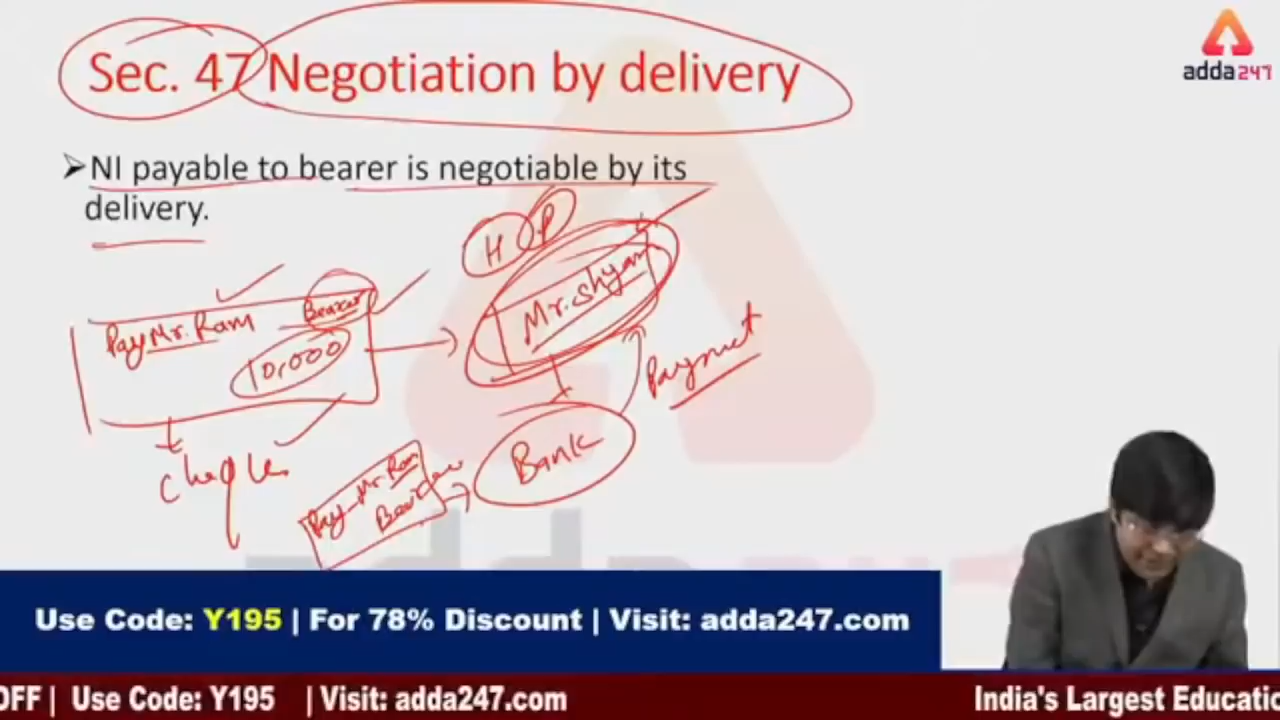 Sec. 47 Negotiation by delivery
adda247
➢NI payable to bearer is negotiable by its
delivery.
H P
Pay Mr. Ram Bearer
10,000
Mr. Shyam
Payment
Bank
Pay Mr. Ram
Use Code: Y195 | For 78% Discount | Visit: adda247.com
OFF | Use Code: Y195 | Visit: adda247.com
India's Largest Educatio